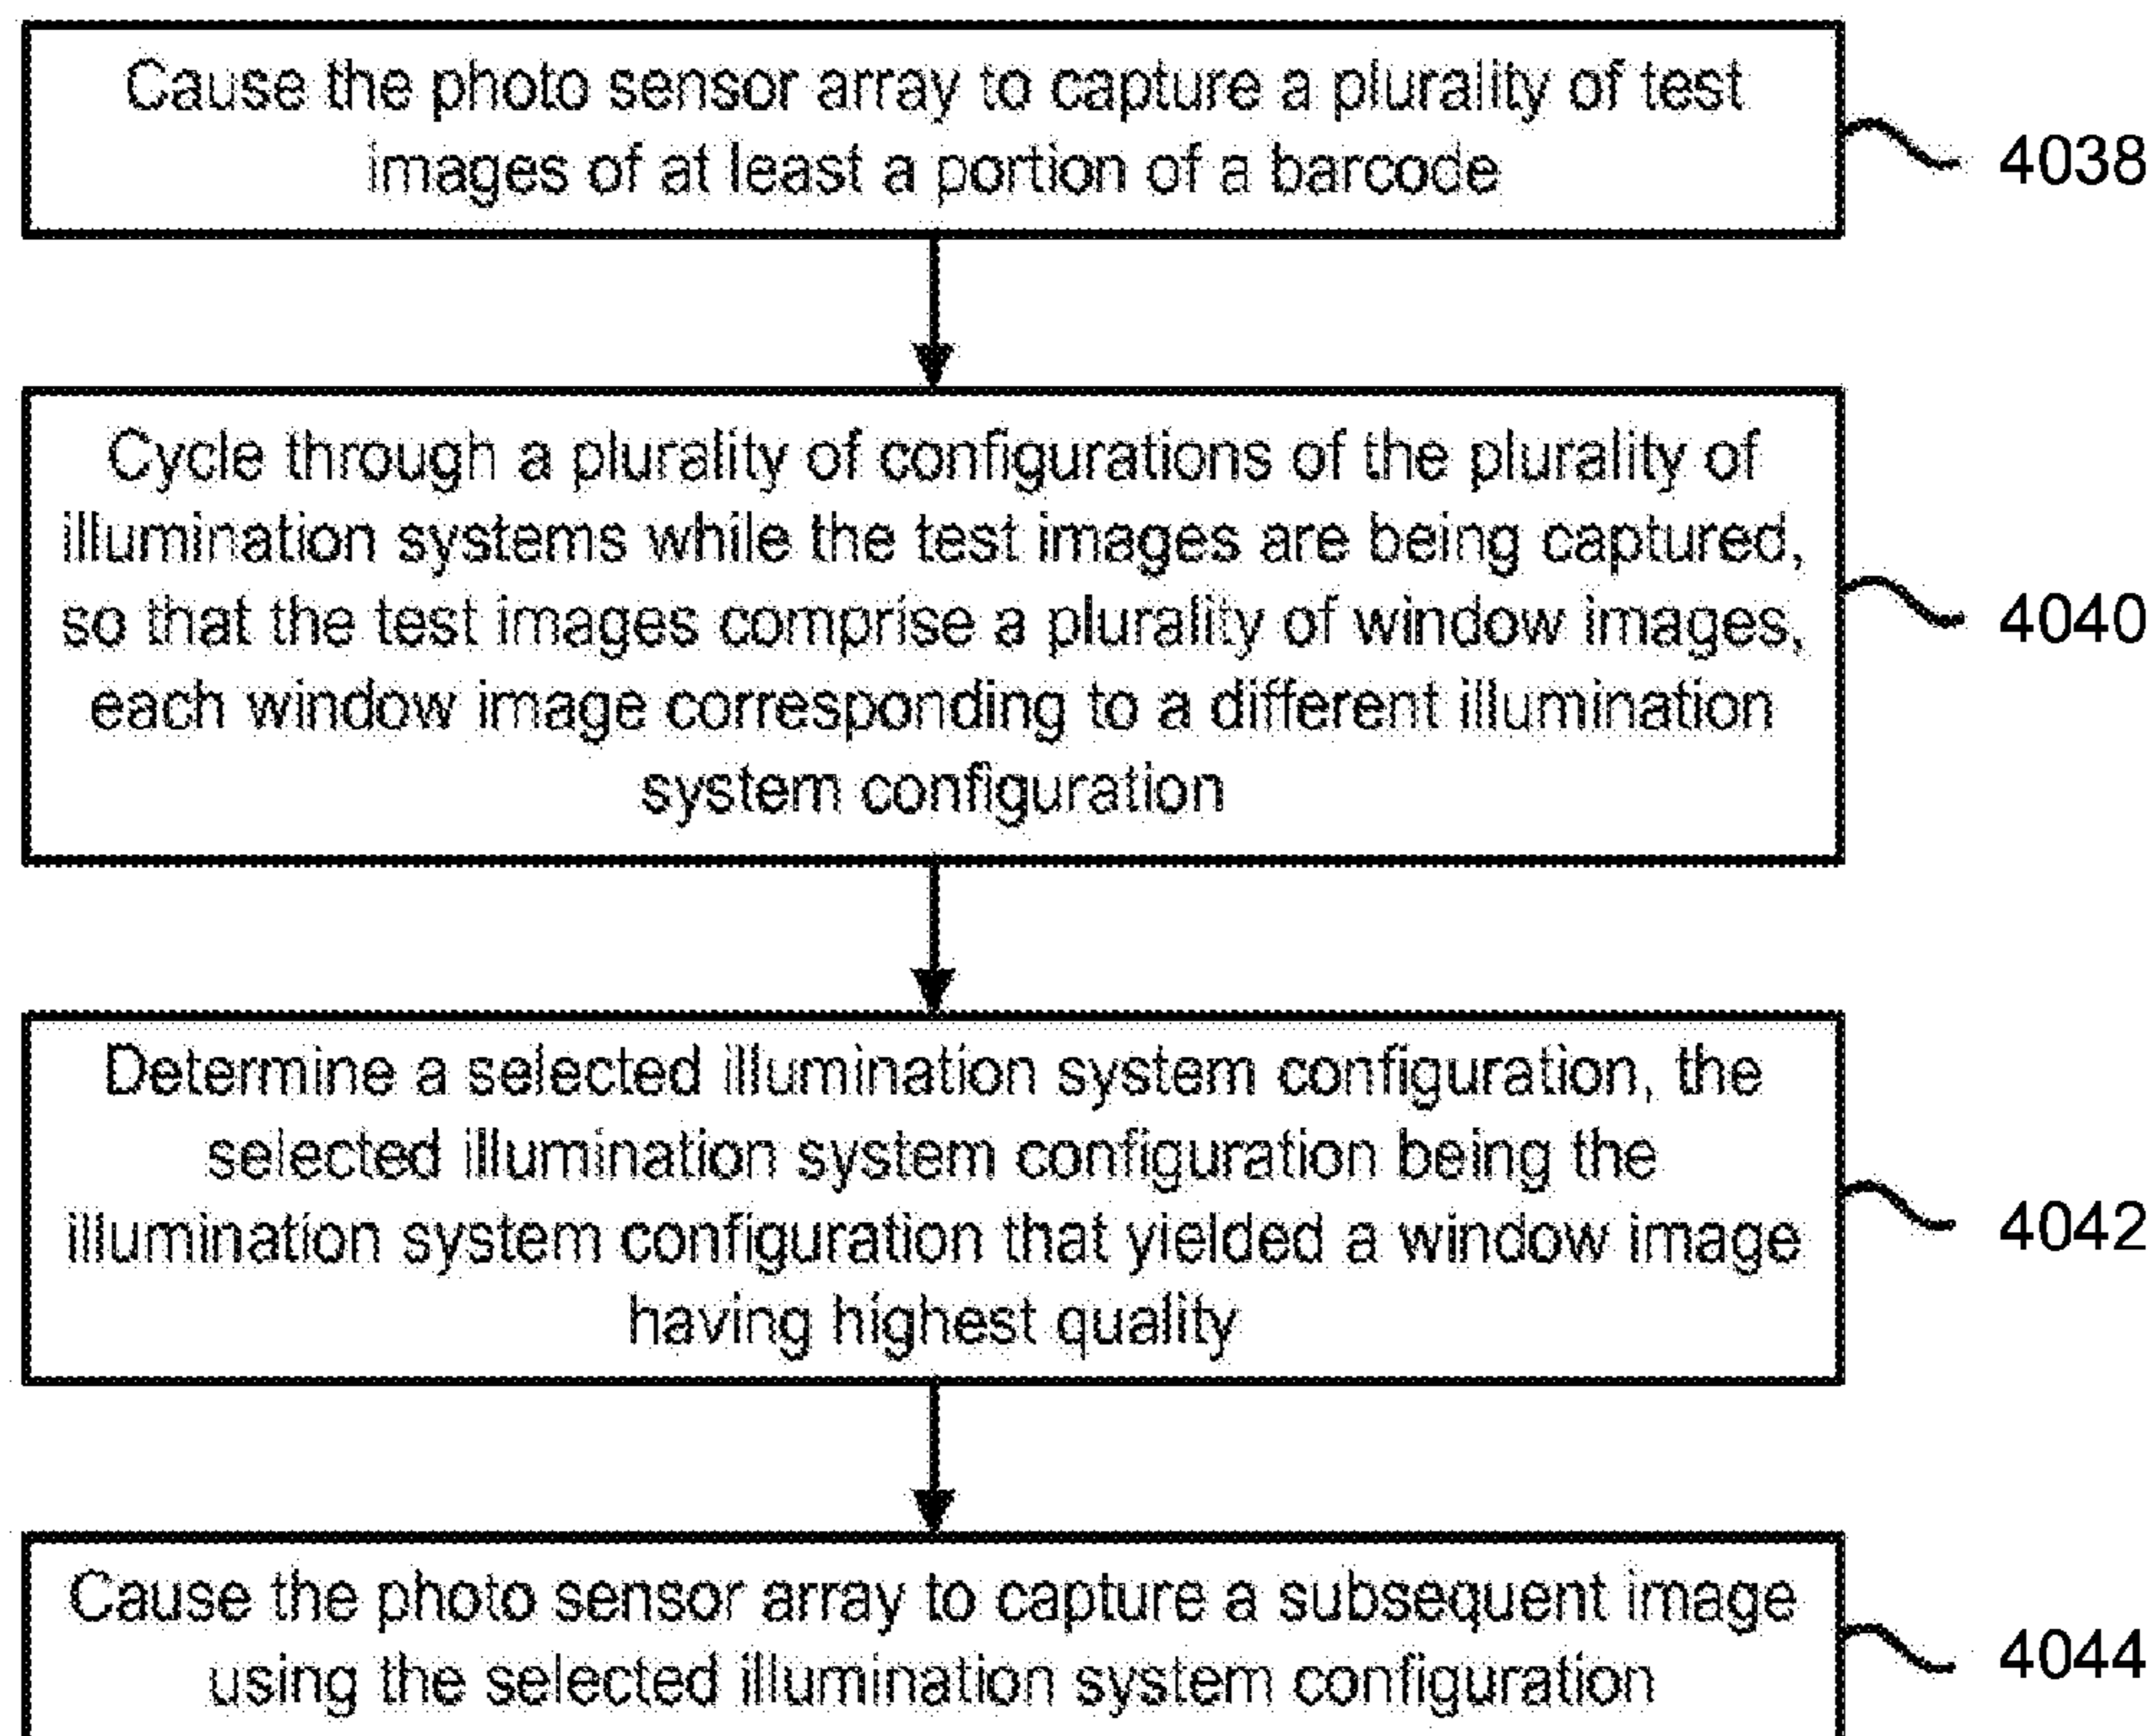 Cause the photo sensor array to capture a plurality of test
images of at least a portion of a barcode
4038
Cycle through a plurality of configurations of the plurality of
illumination systems while the test images are being captured,
so that the test images comprise a plurality of window images,
each window image corresponding to a different illumination
system configuration
4040
Determine a selected illumination system configuration, the
selected illumination system configuration being the
illumination system configuration that yielded a window image
having highest quality
4042
Cause the photo sensor array to capture a subsequent image
using the selected illumination system configuration
4044